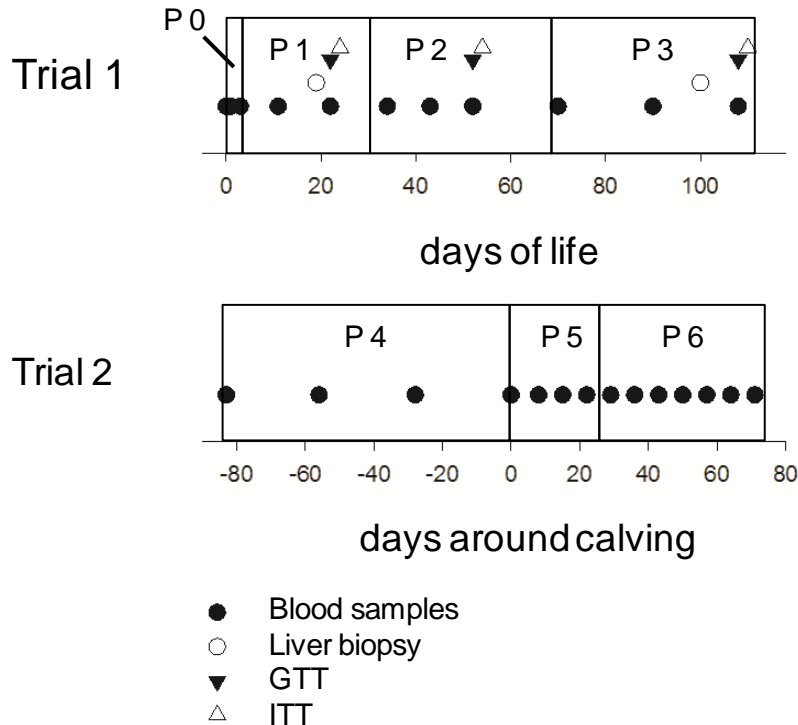 P 0
P 1 P 2 P 3
Trial 1
0 20 40 60 80 100
days of life
P 4 P 5 P 6
Trial 2
-80 -60 -40 -20 0 20 40 60 80
days around calving
Blood samples
Liver biopsy
GTT
ITT